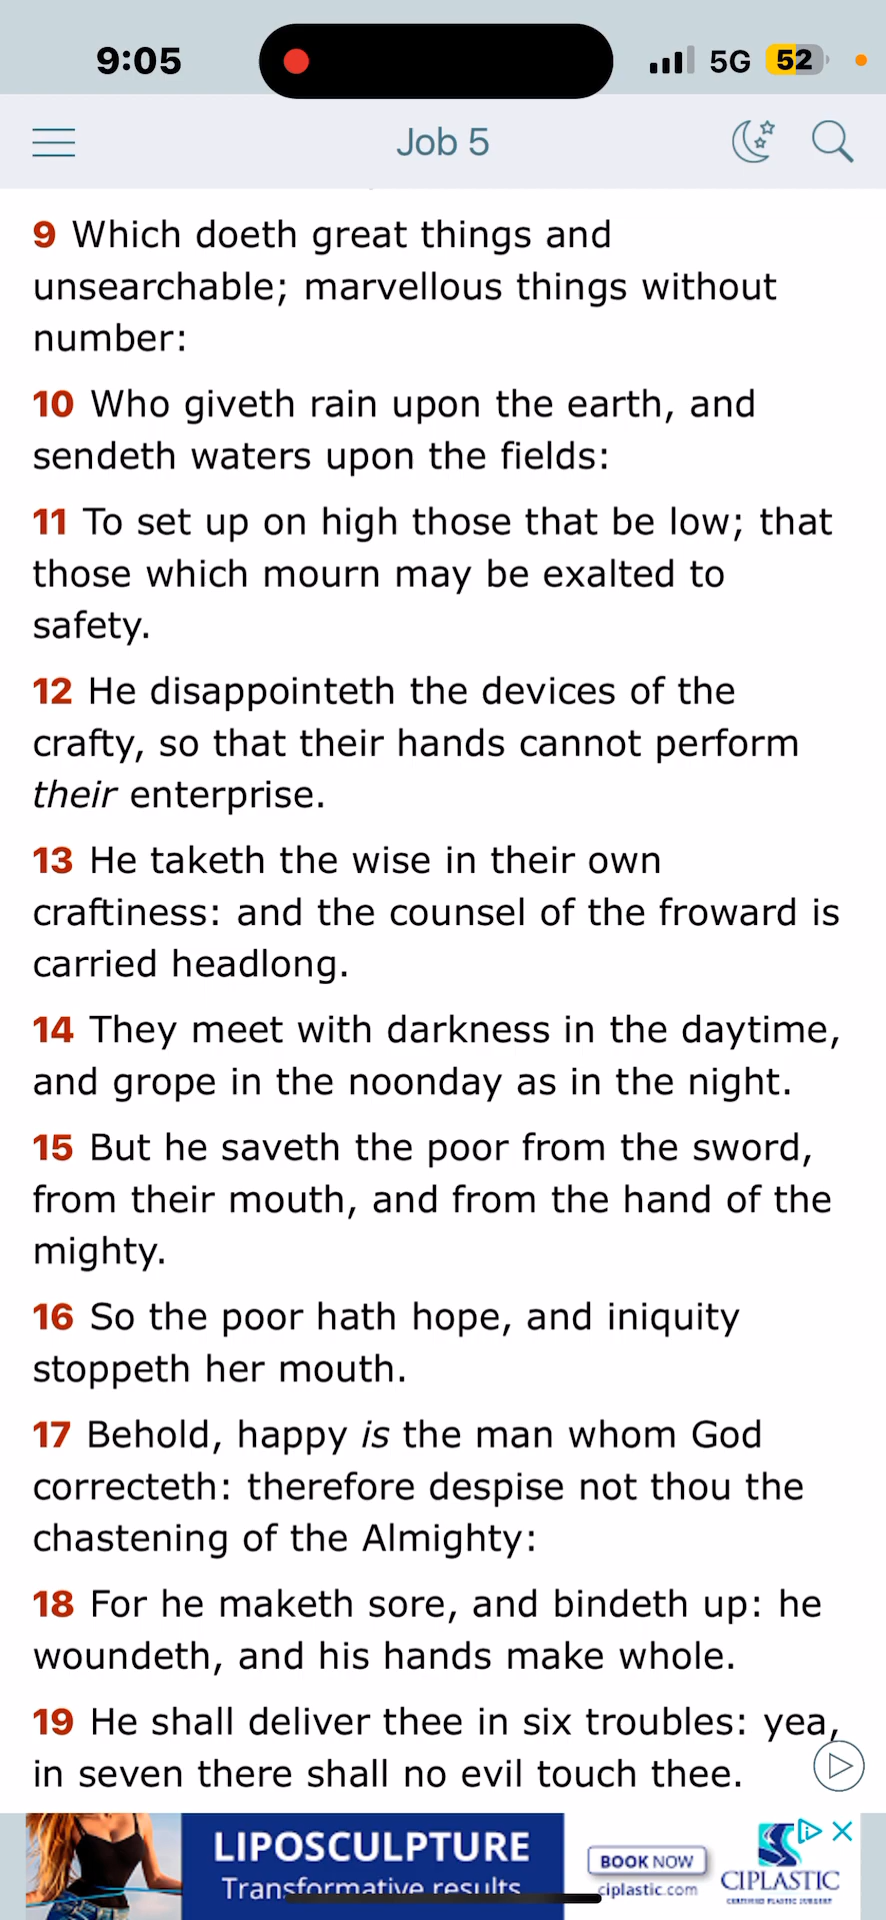 9:05
5G
52
Job 5
9 Which doeth great things and
unsearchable; marvellous things without
number:
10 Who giveth rain upon the earth, and
sendeth waters upon the fields:
11 To set up on high those that be low; that
those which mourn may be exalted to
safety.
12 He disappointeth the devices of the
crafty, so that their hands cannot perform
their enterprise.
13 He taketh the wise in their own
craftiness: and the counsel of the froward is
carried headlong.
14 They meet with darkness in the daytime,
and grope in the noonday as in the night.
15 But he saveth the poor from the sword,
from their mouth, and from the hand of the
mighty.
16 So the poor hath hope, and iniquity
stoppeth her mouth.
17 Behold, happy is the man whom God
correcteth: therefore despise not thou the
chastening of the Almighty:
18 For he maketh sore, and bindeth up: he
woundeth, and his hands make whole.
19 He shall deliver thee in six troubles: yea,
in seven there shall no evil touch thee.
LIPOSCULPTURE
Transformative results
BOOK NOW
ciplastic.com
CIPLASTIC
CERTIFIED PLASTIC SURGERY